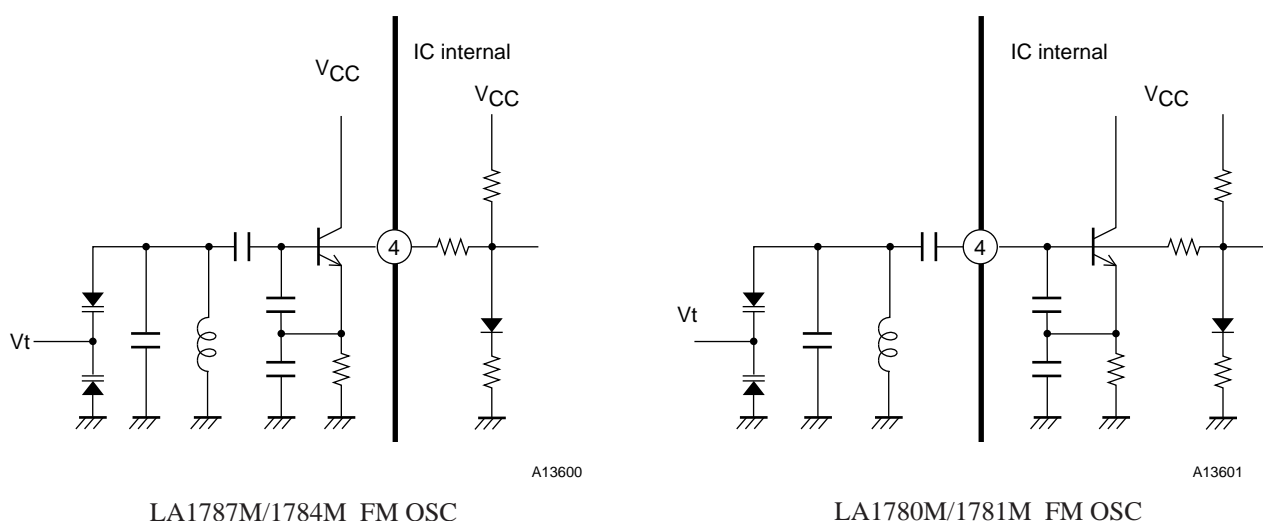 IC internal
VCC
VCC
4
Vt
A13600
LA1787M/1784M FM OSC
IC internal
VCC
4
Vt
A13601
LA1780M/1781M FM OSC